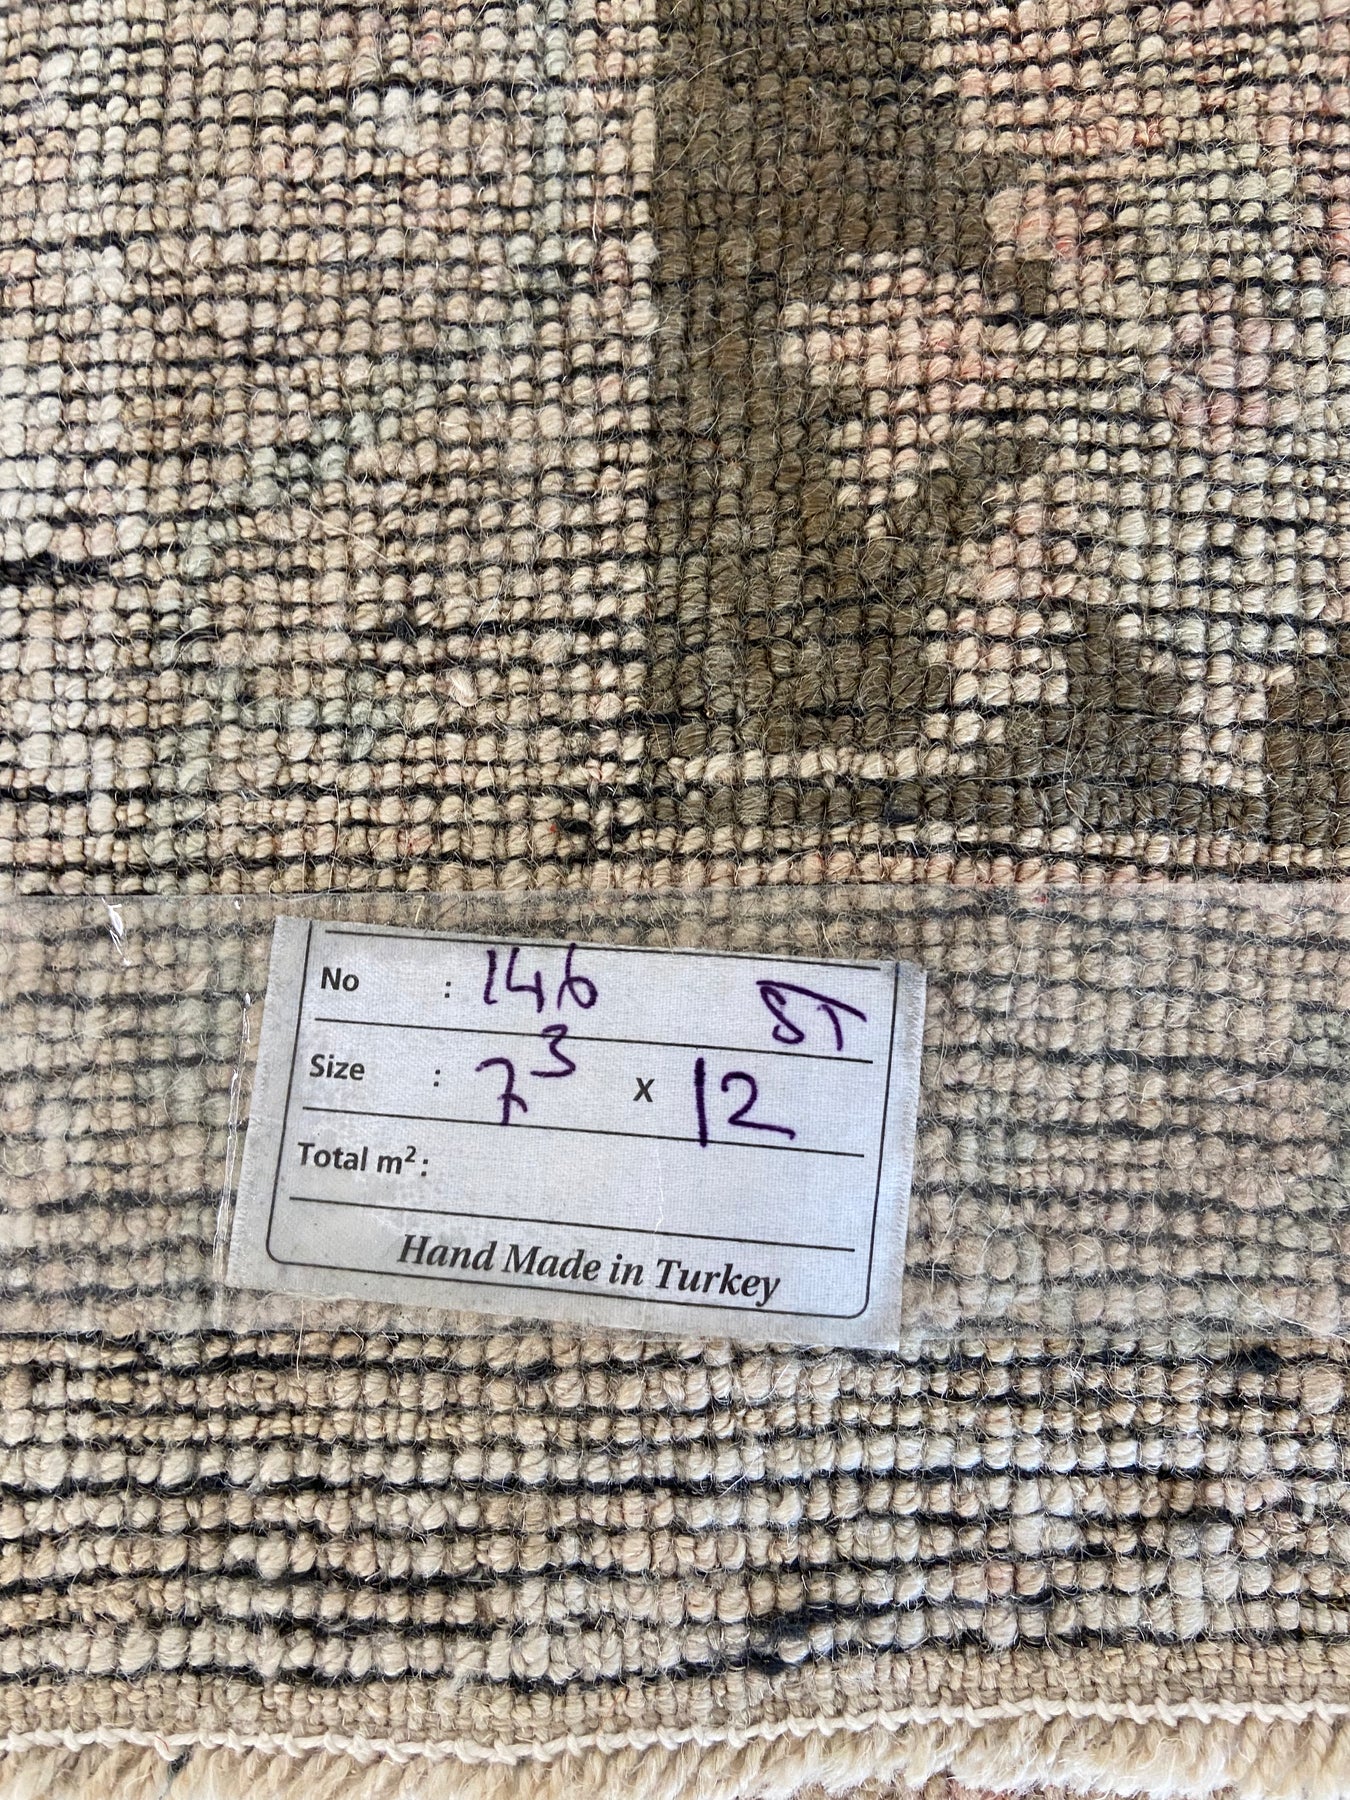 No : 146 ST
Size : 7³ x 12
Total m²:
Hand Made in Turkey